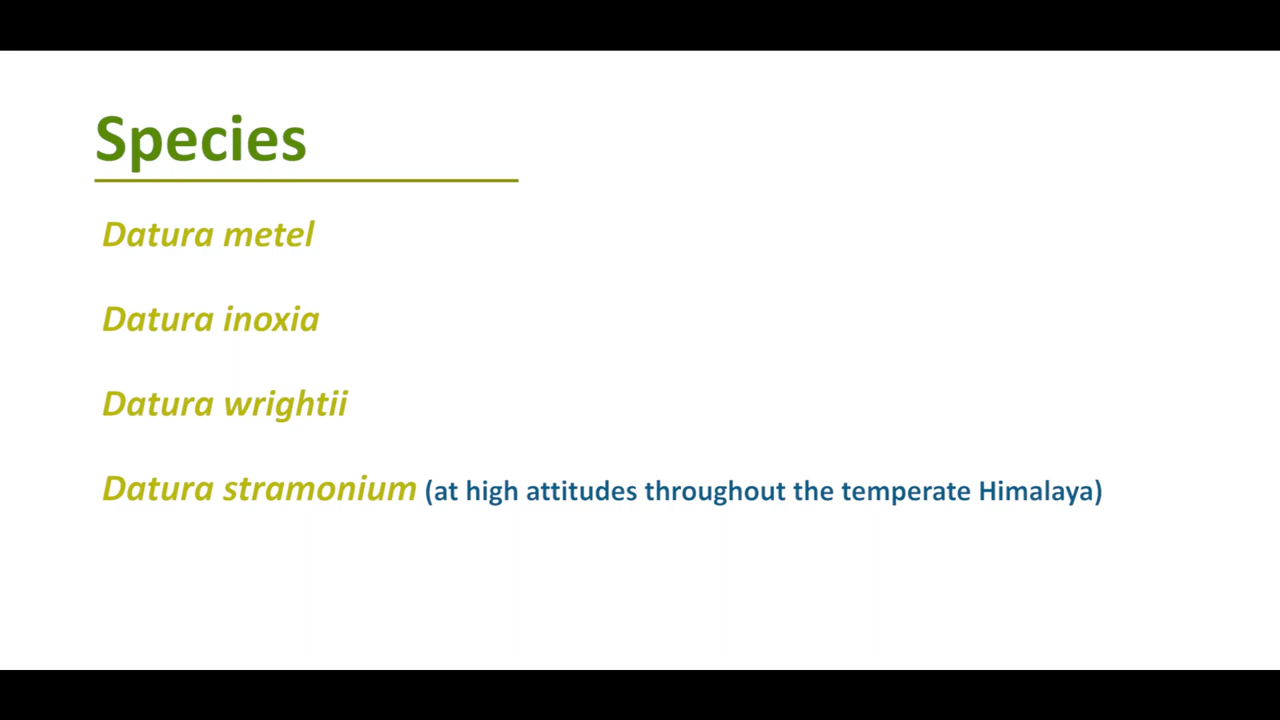 Species
Datura metel
Datura inoxia
Datura wrightii
Datura stramonium (at high attitudes throughout the temperate Himalaya)